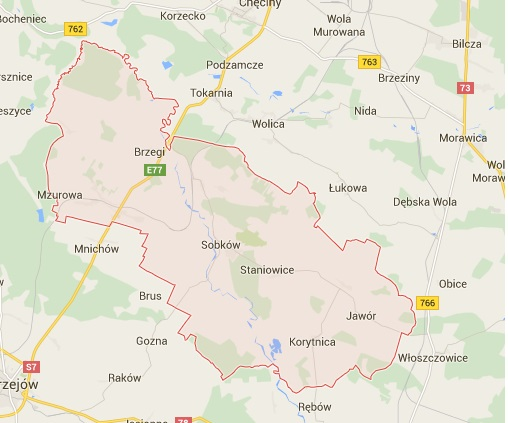 Chęciny
Bocheniec
Korzecko
762
Wola
Murowana
Bilcza
Podzamcze
763
Brzeziny
Tokarnia
73
Nida
Wolica
Morawica
Brzegi
E77
Łukowa
Mzurowa
Dębska Wola
Mnichów
Sobków
Staniowice
Brus
Obice
766
Jawór
Gozna
Korytnica
Włoszczowice
S7
Raków
Rębów